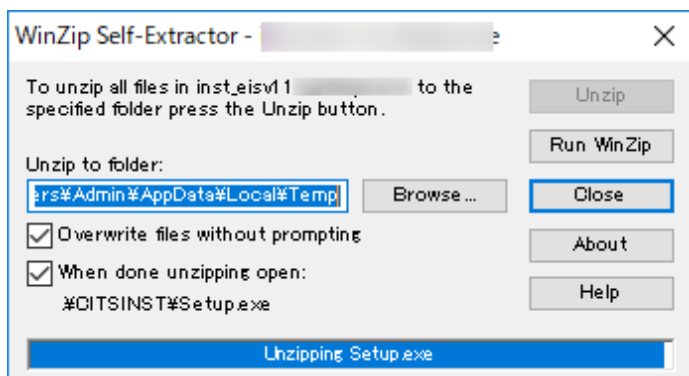 WinZip Self-Extractor -
To unzip all files in inst_eisv11 to the
specified folder press the Unzip button.
Unzip
Run WinZip
Unzip to folder:
ers¥Admin¥AppData¥Local¥Temp
Browse...
Close
Overwrite files without prompting
About
When done unzipping open:
.¥CITSINST¥Setup.exe
Help
Unzipping Setup.exe